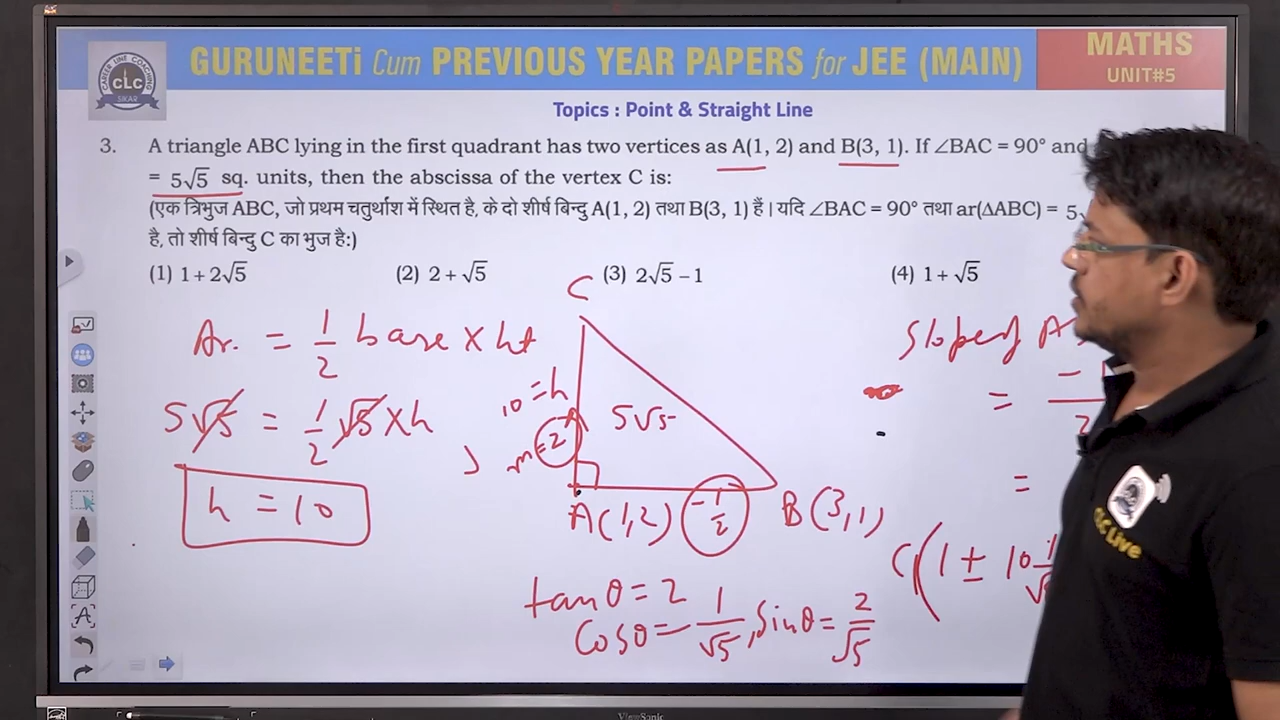 GURUNEETi Cum PREVIOUS YEAR PAPERS for JEE (MAIN)
MATHS
UNIT#5
CAREER LINE COACHING
CLC
SIKAR
Topics : Point & Straight Line
3. A triangle ABC lying in the first quadrant has two vertices as A(1, 2) and B(3, 1). If ∠BAC = 90° and
= 5√5 sq. units, then the abscissa of the vertex C is:
(एक त्रिभुज ABC, जो प्रथम चतुर्थाश में स्थित है, के दो शीर्ष बिन्दु A(1, 2) तथा B(3, 1) हैं। यदि ∠BAC = 90° तथा ar(ΔABC) = 5√
है, तो शीर्ष बिन्दु C का भुज है:)
(1) 1 + 2√5 (2) 2 + √5 (3) 2√5 − 1 (4) 1 + √5
C
Ar. = 1/2 base × ht
Slope of A
= −1/2
10 = h
5√5
5√5 = 1/2 √5 × h
m=2
=
h = 10
A(1,2) −1/2 B(3,1)
C(1 ± 10 1/√5
tan θ = 2
Cos θ = 1/√5, Sin θ = 2/√5
CLC Live
ViewSonic